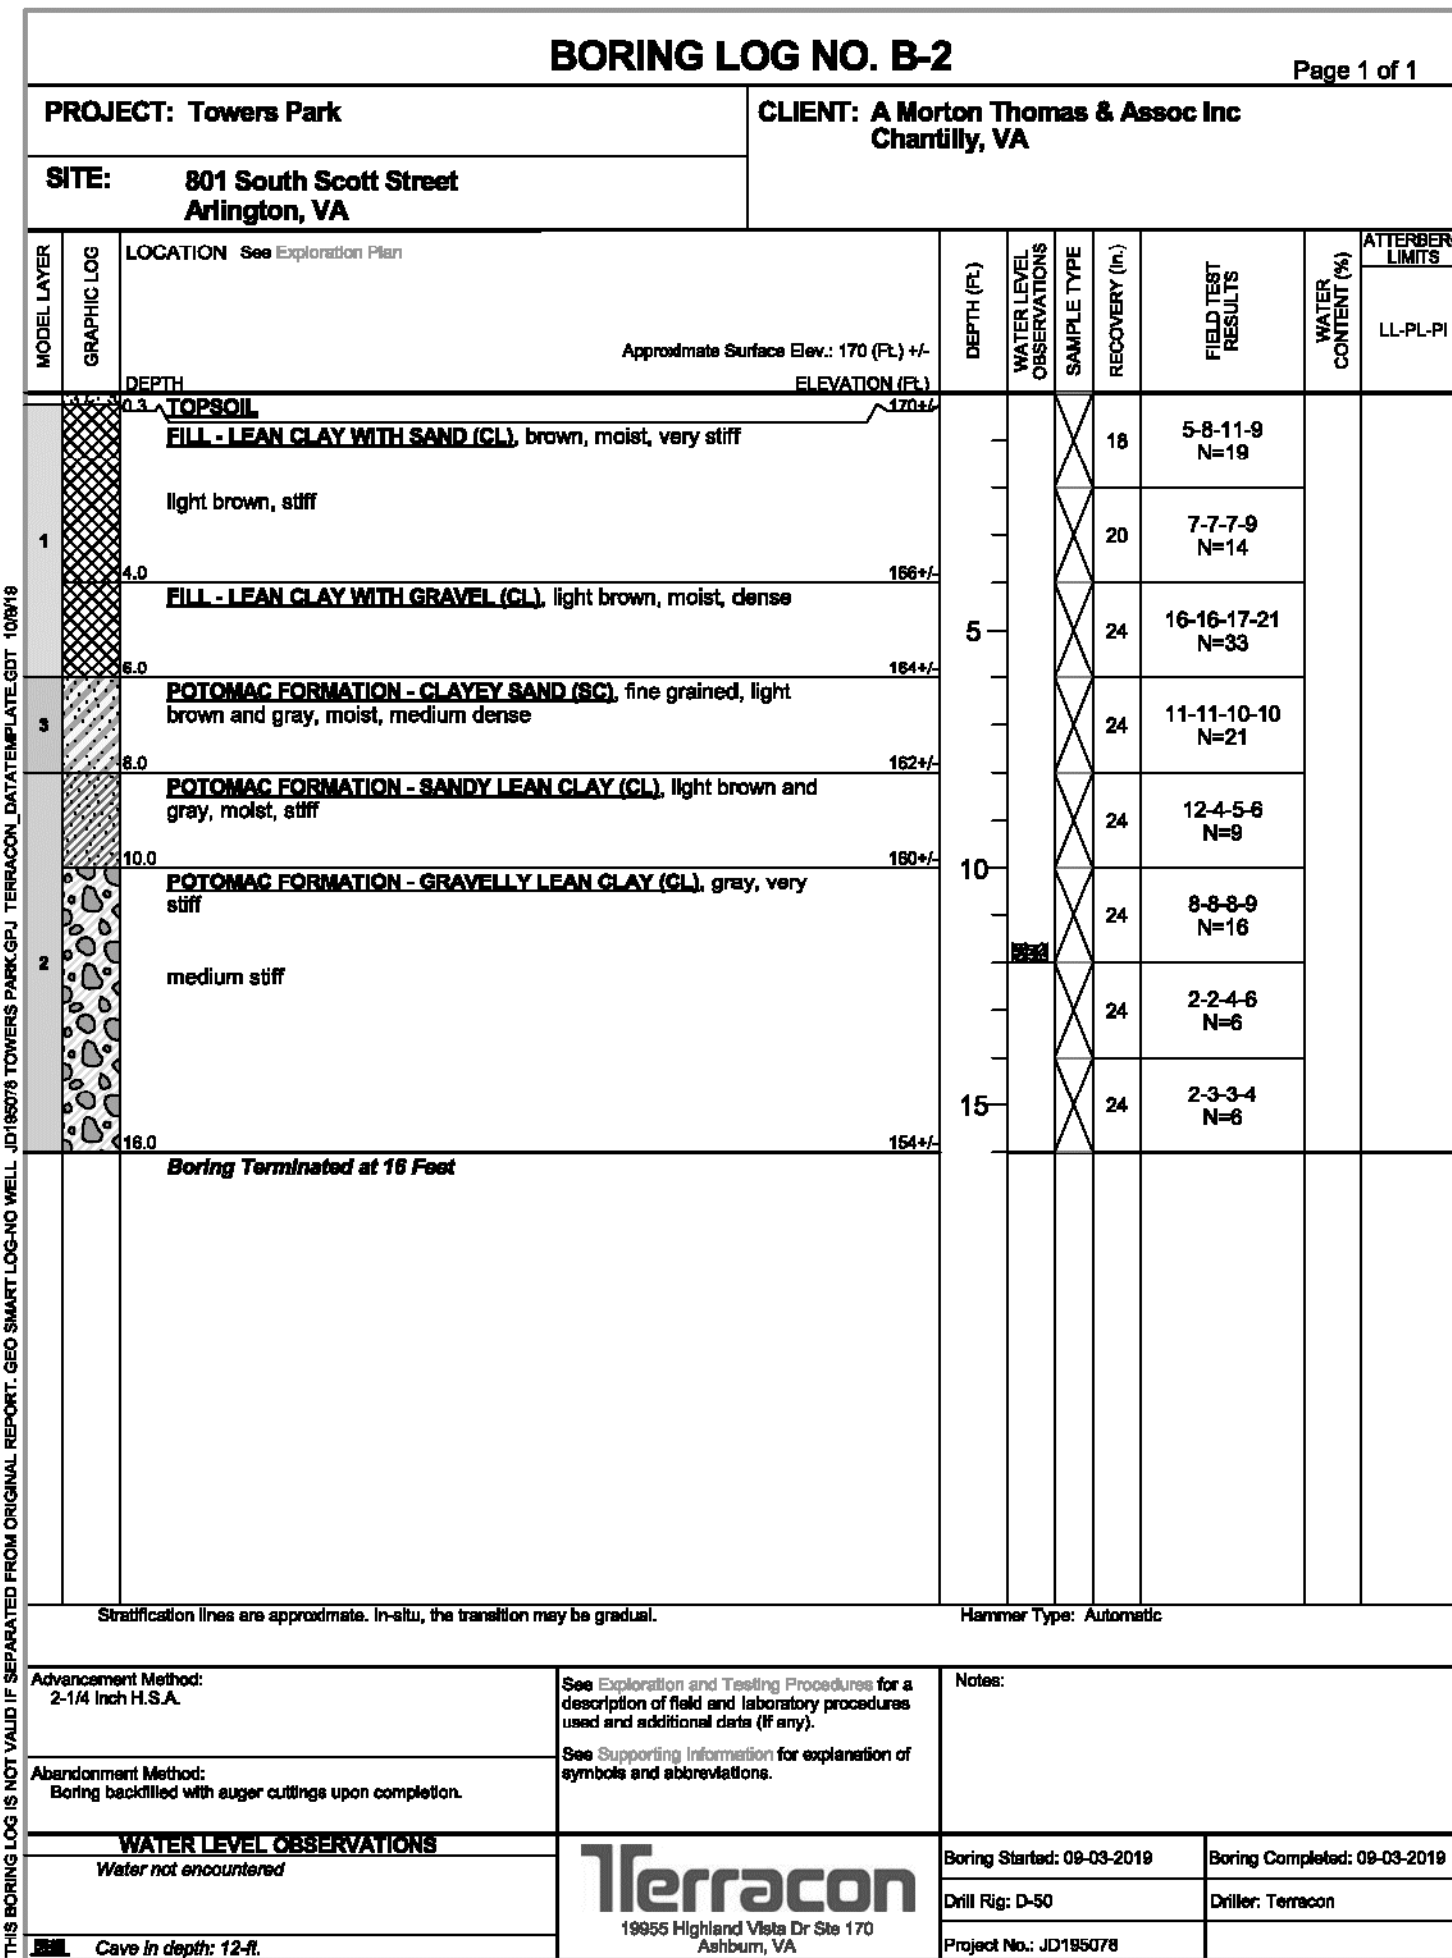 BORING LOG NO. B-2
Page 1 of 1
PROJECT: Towers Park
CLIENT: A Morton Thomas & Assoc Inc
Chantilly, VA
SITE: 801 South Scott Street
Arlington, VA
MODEL LAYER
GRAPHIC LOG
LOCATION See Exploration Plan
Approximate Surface Elev.: 170 (Ft.) +/-
DEPTH
ELEVATION (Ft.)
DEPTH (Ft.)
WATER LEVEL
OBSERVATIONS
SAMPLE TYPE
RECOVERY (In.)
FIELD TEST
RESULTS
WATER
CONTENT (%)
ATTERBER
LIMITS
LL-PL-PI
0.3 TOPSOIL 170+/-
FILL - LEAN CLAY WITH SAND (CL), brown, moist, very stiff
18
5-8-11-9
N=19
light brown, stiff
1
20
7-7-7-9
N=14
4.0 166+/-
FILL - LEAN CLAY WITH GRAVEL (CL), light brown, moist, dense
5
24
16-16-17-21
N=33
6.0 164+/-
POTOMAC FORMATION - CLAYEY SAND (SC), fine grained, light
brown and gray, moist, medium dense
3
24
11-11-10-10
N=21
8.0 162+/-
POTOMAC FORMATION - SANDY LEAN CLAY (CL), light brown and
gray, moist, stiff
24
12-4-5-6
N=9
10.0 160+/-
10
POTOMAC FORMATION - GRAVELLY LEAN CLAY (CL), gray, very
stiff
24
8-8-8-9
N=16
2
medium stiff
24
2-2-4-6
N=6
15
24
2-3-3-4
N=6
16.0 154+/-
Boring Terminated at 16 Feet
Stratification lines are approximate. In-situ, the transition may be gradual.
Hammer Type: Automatic
Advancement Method:
2-1/4 Inch H.S.A.
See Exploration and Testing Procedures for a
description of field and laboratory procedures
used and additional data (If any).
See Supporting Information for explanation of
symbols and abbreviations.
Notes:
Abandonment Method:
Boring backfilled with auger cuttings upon completion.
WATER LEVEL OBSERVATIONS
Water not encountered
Cave in depth: 12-ft.
Terracon
19955 Highland Vista Dr Ste 170
Ashburn, VA
Boring Started: 09-03-2019
Boring Completed: 09-03-2019
Drill Rig: D-50
Driller: Terracon
Project No.: JD195078
THIS BORING LOG IS NOT VALID IF SEPARATED FROM ORIGINAL REPORT. GEO SMART LOG-NO WELL JD195078 TOWERS PARK.GPJ TERRACON_DATATEMPLATE.GDT 10/8/19